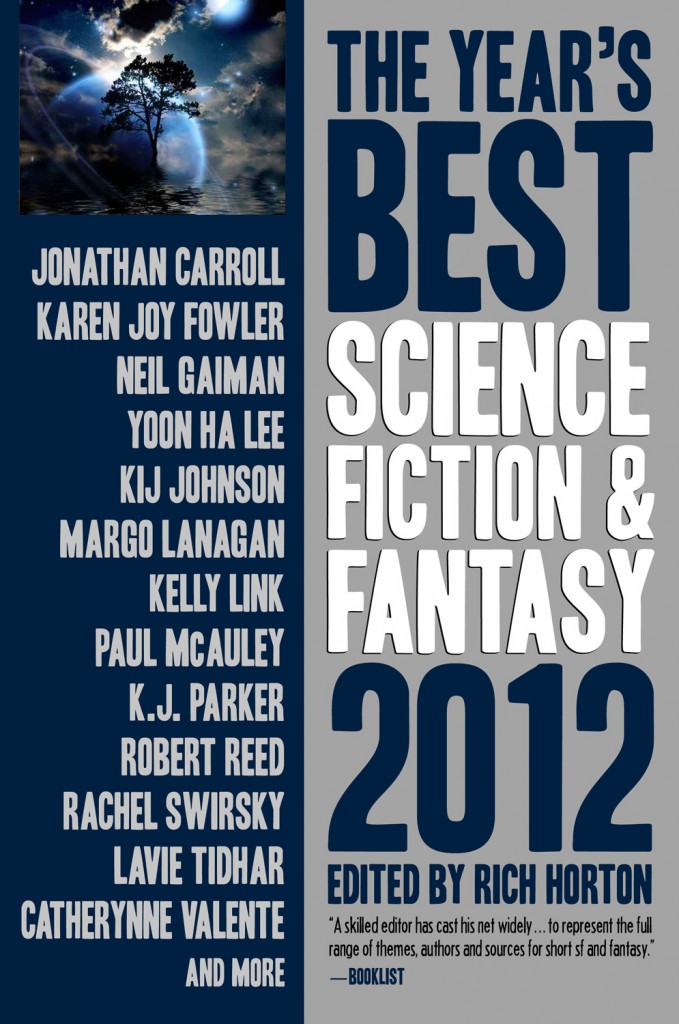 JONATHAN CARROLL
KAREN JOY FOWLER
NEIL GAIMAN
YOON HA LEE
KIJ JOHNSON
MARGO LANAGAN
KELLY LINK
PAUL MCAULEY
K.J. PARKER
ROBERT REED
RACHEL SWIRSKY
LAVIE TIDHAR
CATHERYNNE VALENTE
AND MORE
THE YEAR'S
BEST
SCIENCE
FICTION &
FANTASY
2012
EDITED BY RICH HORTON
“A skilled editor has cast his net widely . . . to represent the full
range of themes, authors and sources for short sf and fantasy.”
—BOOKLIST